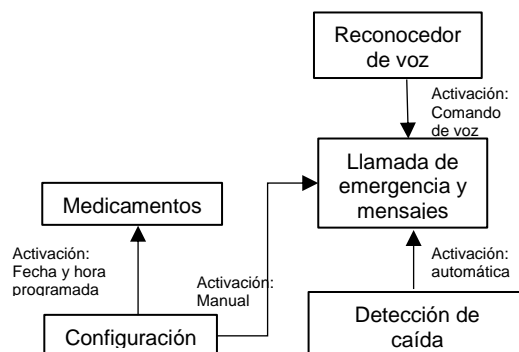 Reconocedor
de voz
Activación:
Comando
de voz
Llamada de
emergencia y
mensajes
Medicamentos
Activación:
Fecha y hora
programada
Activación:
Manual
Activación:
automática
Configuración
Detección de
caída